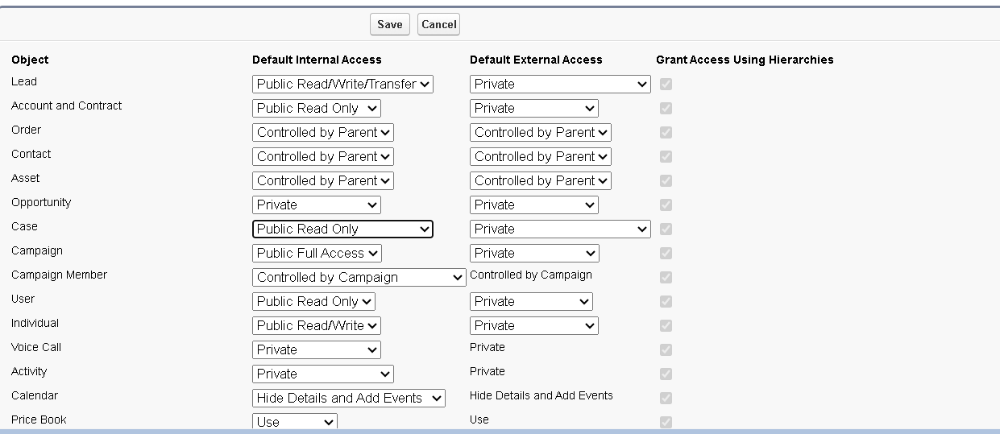 Save Cancel
Object Default Internal Access Default External Access Grant Access Using Hierarchies
Lead Public Read/Write/Transfer Private
Account and Contract Public Read Only Private
Order Controlled by Parent Controlled by Parent
Contact Controlled by Parent Controlled by Parent
Asset Controlled by Parent Controlled by Parent
Opportunity Private Private
Case Public Read Only Private
Campaign Public Full Access Private
Campaign Member Controlled by Campaign Controlled by Campaign
User Public Read Only Private
Individual Public Read/Write Private
Voice Call Private Private
Activity Private Private
Calendar Hide Details and Add Events Hide Details and Add Events
Price Book Use Use